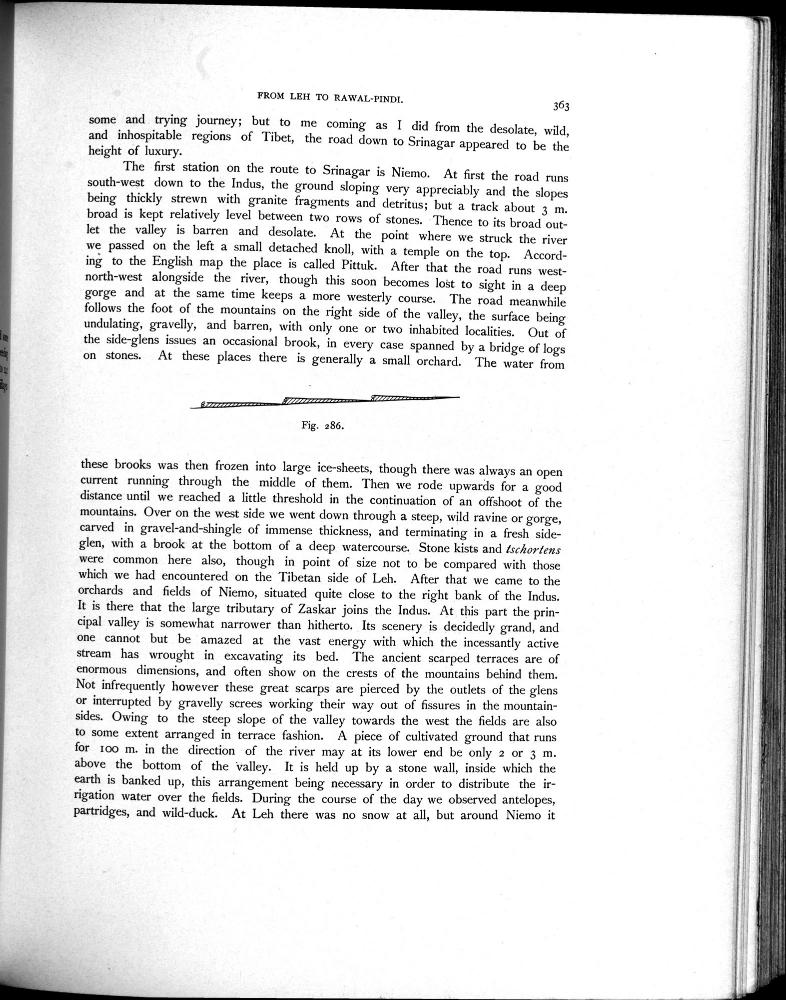 FROM LEH TO RAWAL-PINDI.
363
some and trying journey; but to me coming as I did from the desolate, wild,
and inhospitable regions of Tibet, the road down to Srinagar appeared to be the
height of luxury.
The first station on the route to Srinagar is Niemo. At first the road runs
south-west down to the Indus, the ground sloping very appreciably and the slopes
being thickly strewn with granite fragments and detritus; but a track about 3 m.
broad is kept relatively level between two rows of stones. Thence to its broad out-
let the valley is barren and desolate. At the point where we struck the river
we passed on the left a small detached knoll, with a temple on the top. Accord-
ing to the English map the place is called Pittuk. After that the road runs west-
north-west alongside the river, though this soon becomes lost to sight in a deep
gorge and at the same time keeps a more westerly course. The road meanwhile
follows the foot of the mountains on the right side of the valley, the surface being
undulating, gravelly, and barren, with only one or two inhabited localities. Out of
the side-glens issues an occasional brook, in every case spanned by a bridge of logs
on stones. At these places there is generally a small orchard. The water from
Fig. 286.
these brooks was then frozen into large ice-sheets, though there was always an open
current running through the middle of them. Then we rode upwards for a good
distance until we reached a little threshold in the continuation of an offshoot of the
mountains. Over on the west side we went down through a steep, wild ravine or gorge,
carved in gravel-and-shingle of immense thickness, and terminating in a fresh side-
glen, with a brook at the bottom of a deep watercourse. Stone kists and tschortens
were common here also, though in point of size not to be compared with those
which we had encountered on the Tibetan side of Leh. After that we came to the
orchards and fields of Niemo, situated quite close to the right bank of the Indus.
It is there that the large tributary of Zaskar joins the Indus. At this part the prin-
cipal valley is somewhat narrower than hitherto. Its scenery is decidedly grand, and
one cannot but be amazed at the vast energy with which the incessantly active
stream has wrought in excavating its bed. The ancient scarped terraces are of
enormous dimensions, and often show on the crests of the mountains behind them.
Not infrequently however these great scarps are pierced by the outlets of the glens
or interrupted by gravelly screes working their way out of fissures in the mountain-
sides. Owing to the steep slope of the valley towards the west the fields are also
to some extent arranged in terrace fashion. A piece of cultivated ground that runs
for 100 m. in the direction of the river may at its lower end be only 2 or 3 m.
above the bottom of the valley. It is held up by a stone wall, inside which the
earth is banked up, this arrangement being necessary in order to distribute the ir-
rigation water over the fields. During the course of the day we observed antelopes,
partridges, and wild-duck. At Leh there was no snow at all, but around Niemo it